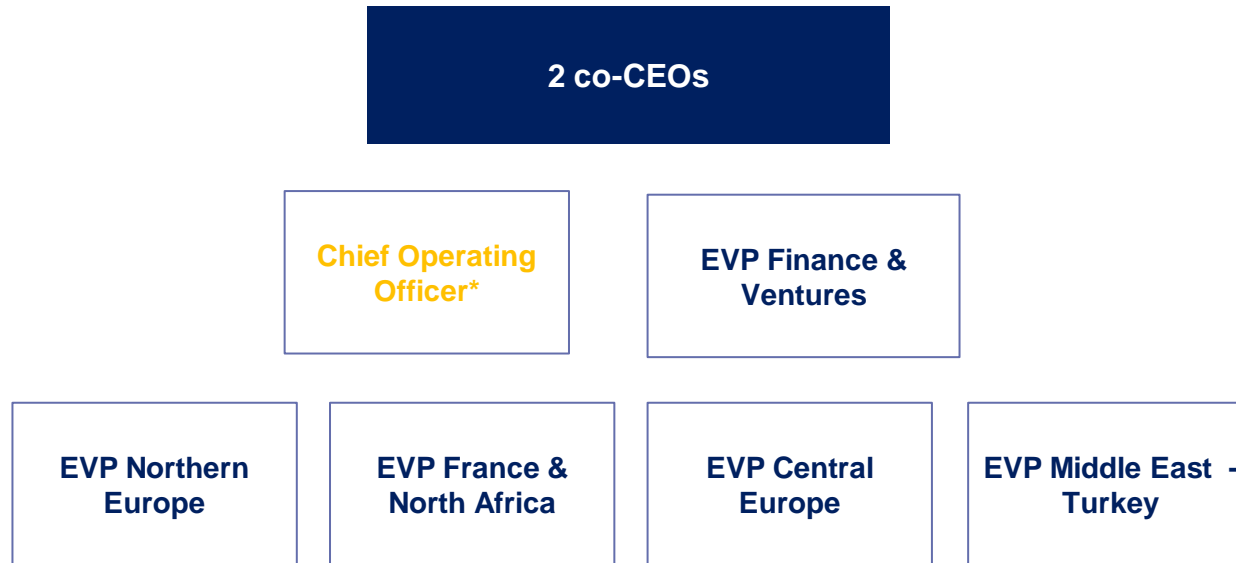 2 co-CEOs
Chief Operating
Officer*
EVP Finance &
Ventures
EVP Northern
Europe
EVP France &
North Africa
EVP Central
Europe
EVP Middle East -
Turkey